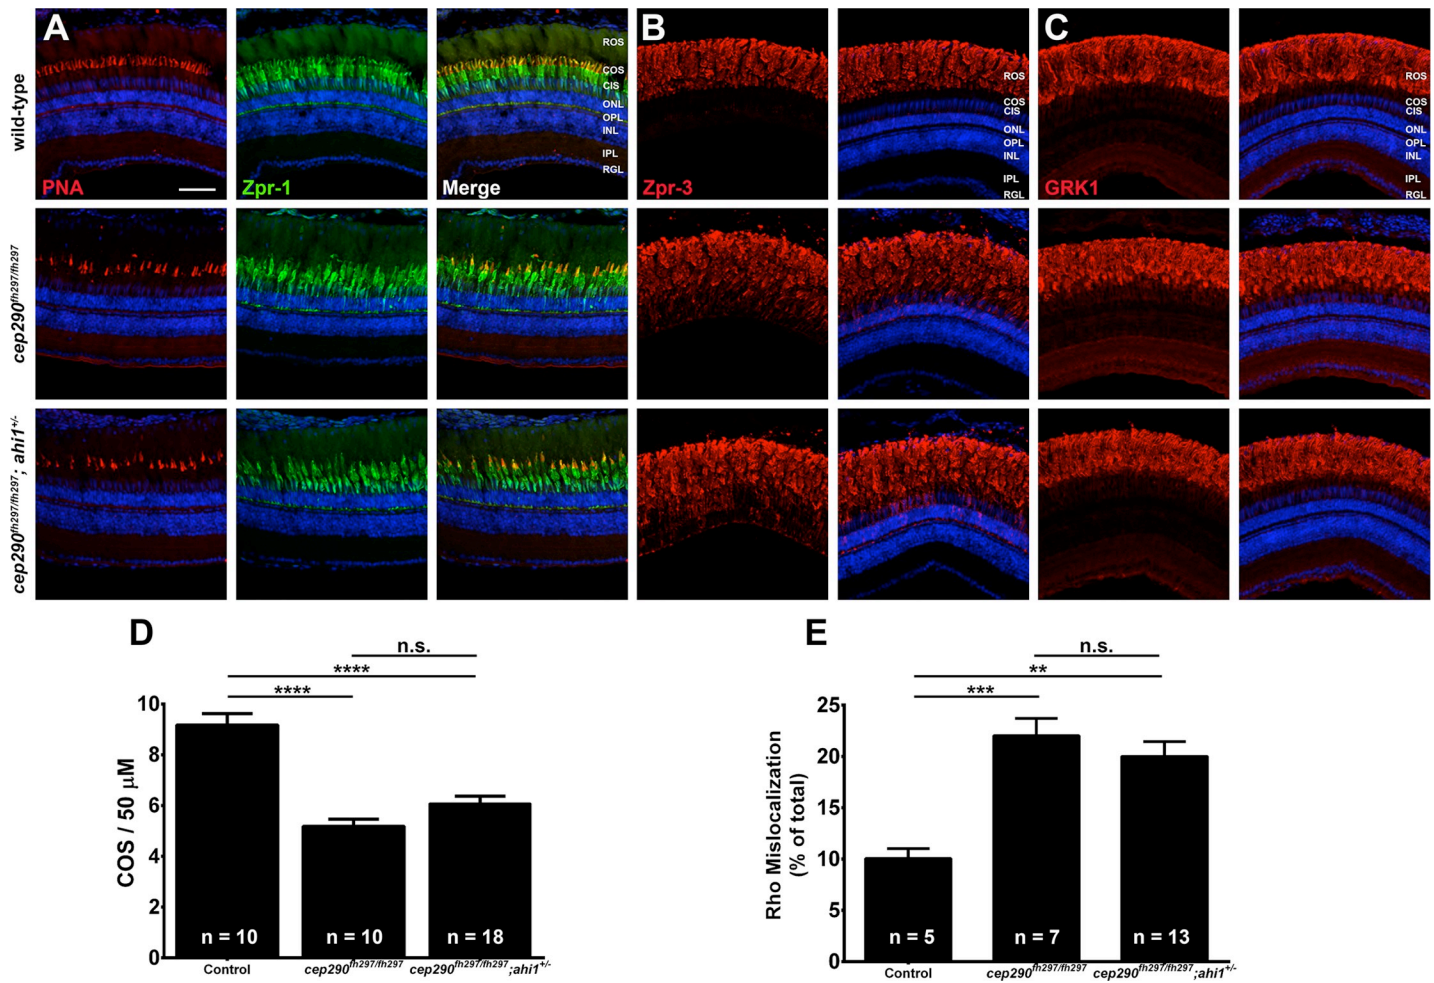 A
B
C
wild-type
ROS
COS
CIS
ONL
OPL
INL
IPL
RGL
PNA
Zpr-1
Merge
ROS
COS
CIS
ONL
OPL
INL
IPL
RGL
Zpr-3
ROS
COS
CIS
ONL
OPL
INL
IPL
RGL
GRK1
cep290fh297/fh297
cep290fh297/fh297; ahi1+/-
D
n.s.
****
****
COS / 50 µM
10
8
6
4
2
0
n = 10
n = 10
n = 18
Control
cep290fh297/fh297
cep290fh297/fh297;ahi1+/-
E
n.s.
**
***
Rho Mislocalization
(% of total)
25
20
15
10
5
0
n = 5
n = 7
n = 13
Control
cep290fh297/fh297
cep290fh297/fh297;ahi1+/-